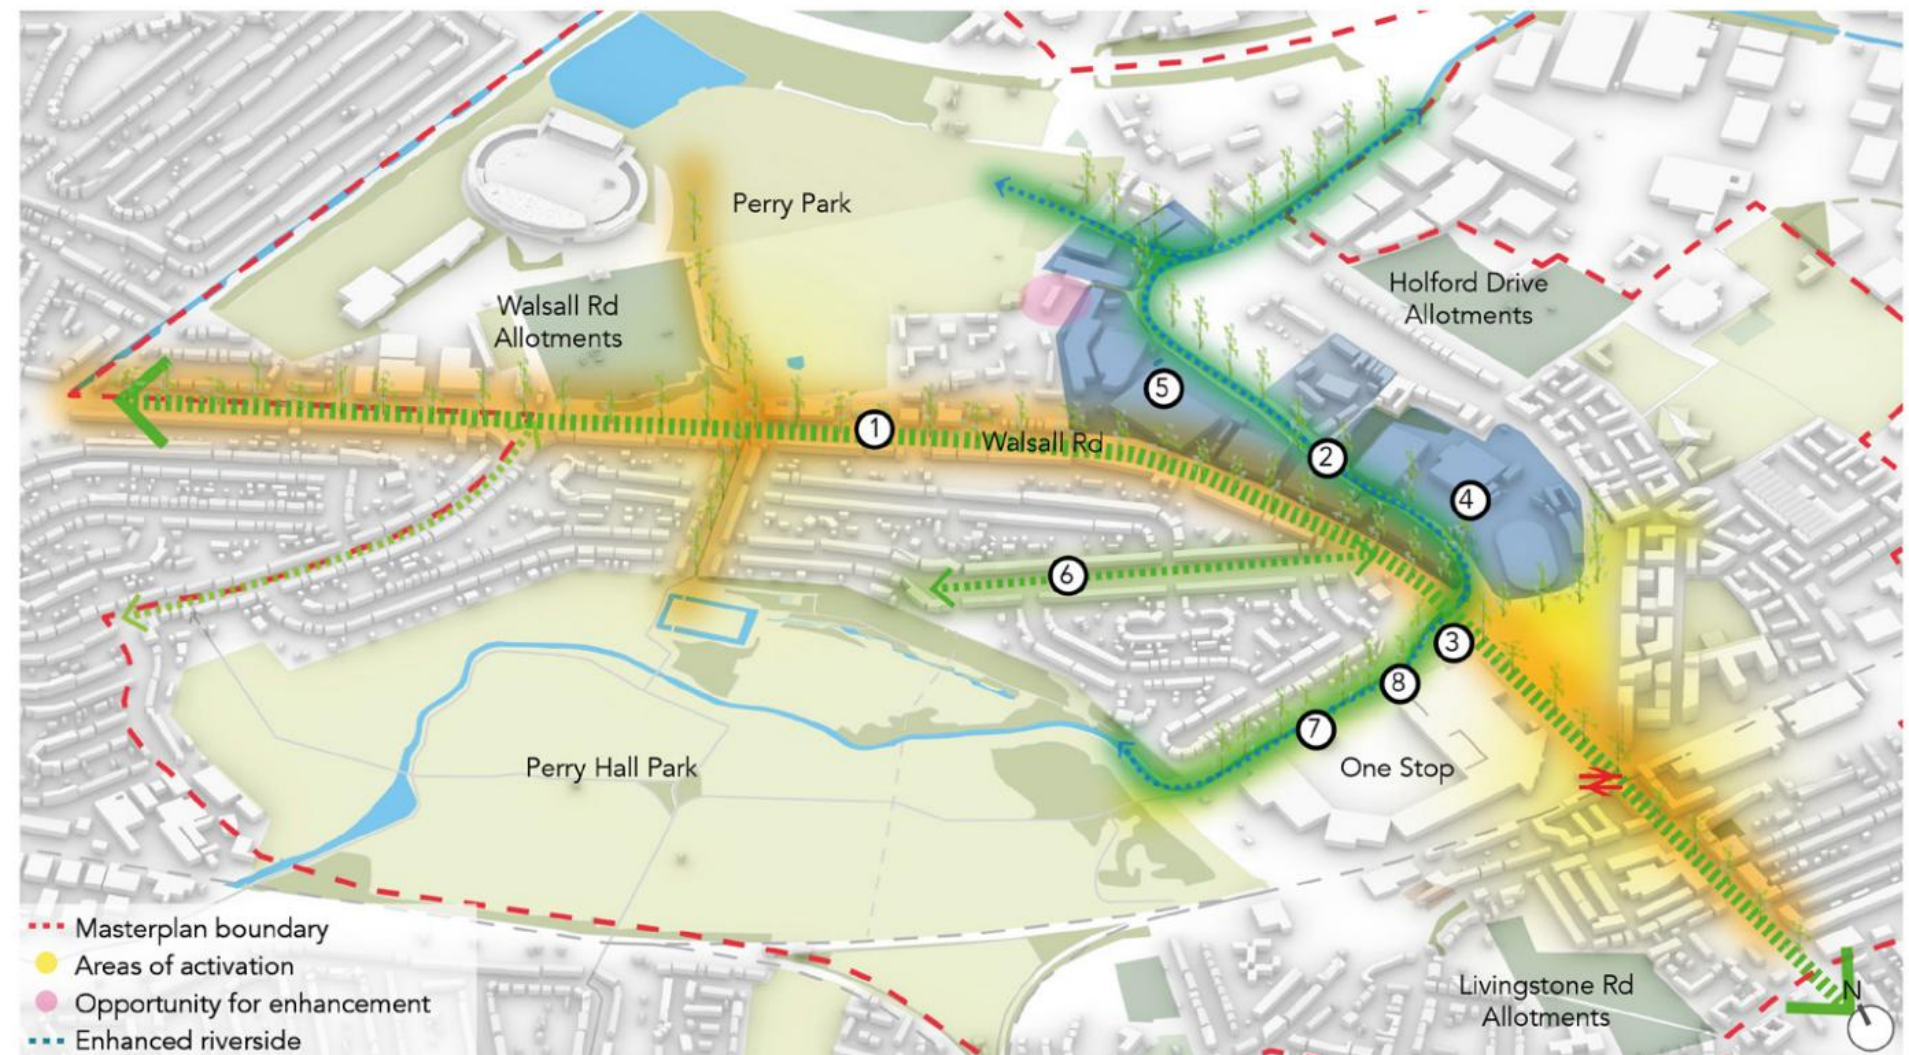 Perry Park
Walsall Rd
Allotments
Holford Drive
Allotments
5
1
Walsall Rd
2
4
6
3
8
7
Perry Hall Park
One Stop
Masterplan boundary
Areas of activation
Opportunity for enhancement
Enhanced riverside
Livingstone Rd
Allotments
N